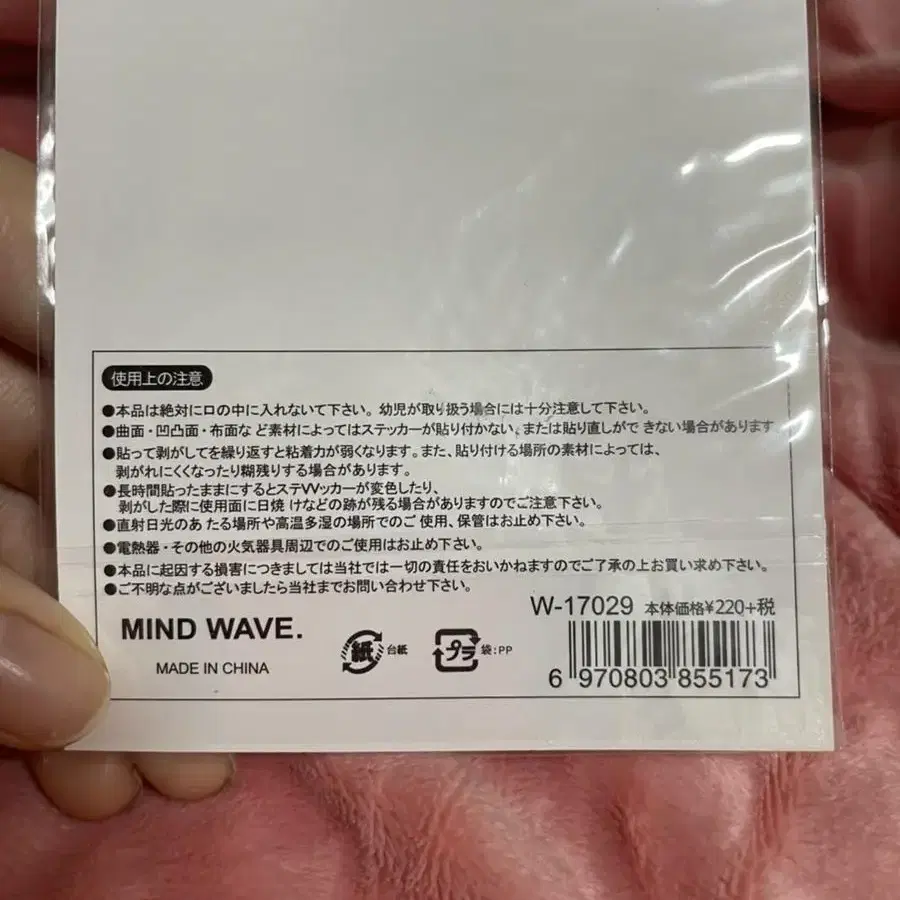 使用上の注意
●本品は絶対に口の中に入れないて下さい。幼児が取り扱う場合には十分注意して下さい。
●曲面・凹凸面・布面な ど素材によってはステッカーが貼り付かない、または貼り直しがで きない場合があります
●貼って剥がしてを繰り返すと粘着力が弱くなります。また、貼り付ける場所の素材によっては、
剥がれにくくなったり糊残りする場合があります。
●長時間貼ったままにするとステWッカーが変色したり、
剥がした際に使用面に日焼 けなどの跡が残る場合がありますのでご注意下さい。
●直射日光のあ たる場所や高温多湿の場所でのご 使用、保管はお止め下さい。
●電熱器・その他の火気器具周辺でのご使用はお止め下さい。
●本品に起因する損害につきましては当社では一切の責任をおいかねますのでご了承の上お買い求め下さい。
●ご不明な点がございましたら当社までお問い合わせ下さい。
W-17029 本体価格¥220+税
MIND WAVE.
紙 台紙
プラ 袋:PP
MADE IN CHINA
6 970803 855173